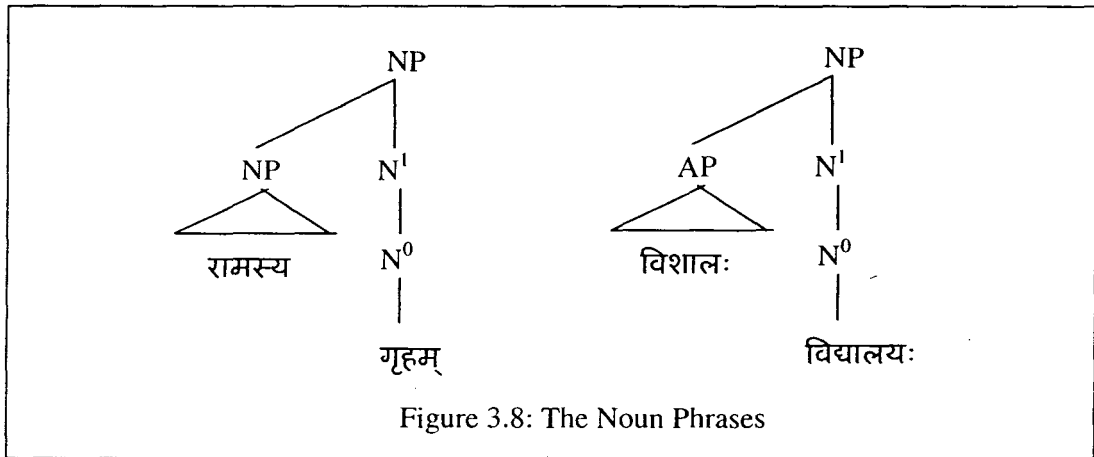 NP NP
NP N¹ AP N¹
रामस्य N⁰ विशालः N⁰
गृहम् विद्यालयः
Figure 3.8: The Noun Phrases